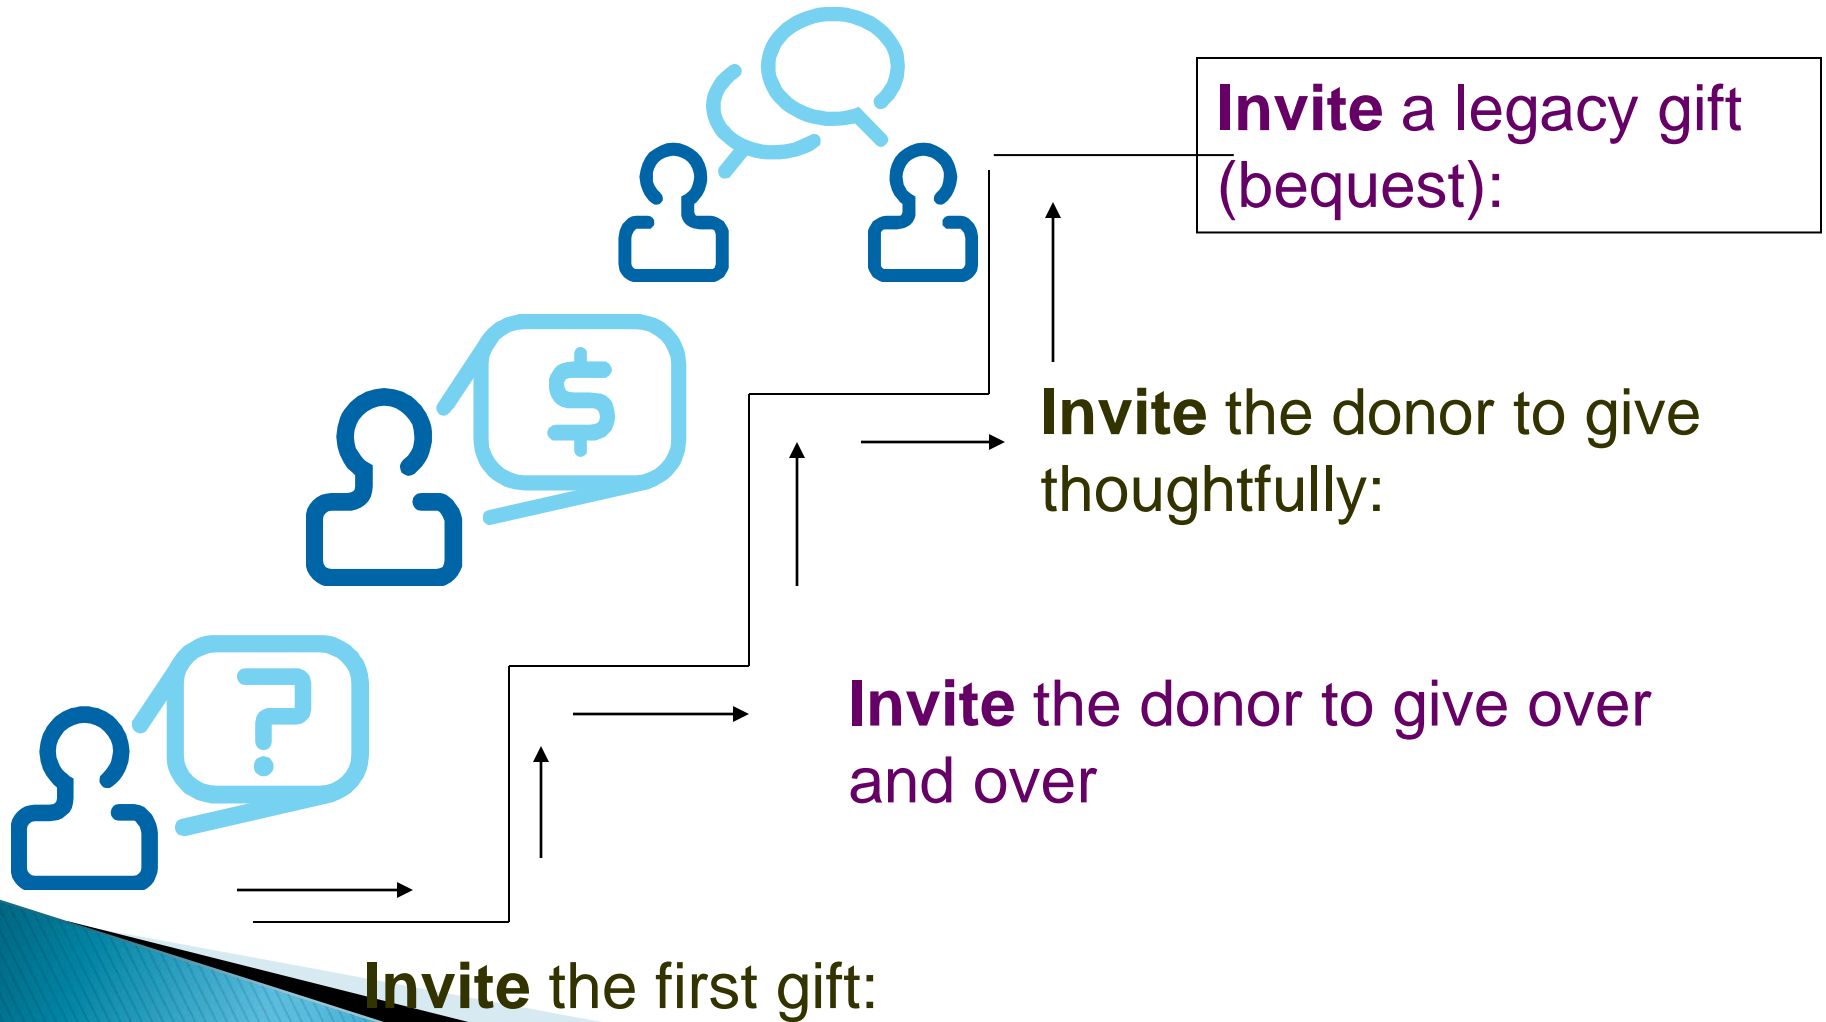 Invite a legacy gift
(bequest):
Invite the donor to give
thoughtfully:
Invite the donor to give over
and over
Invite the first gift:
$
?